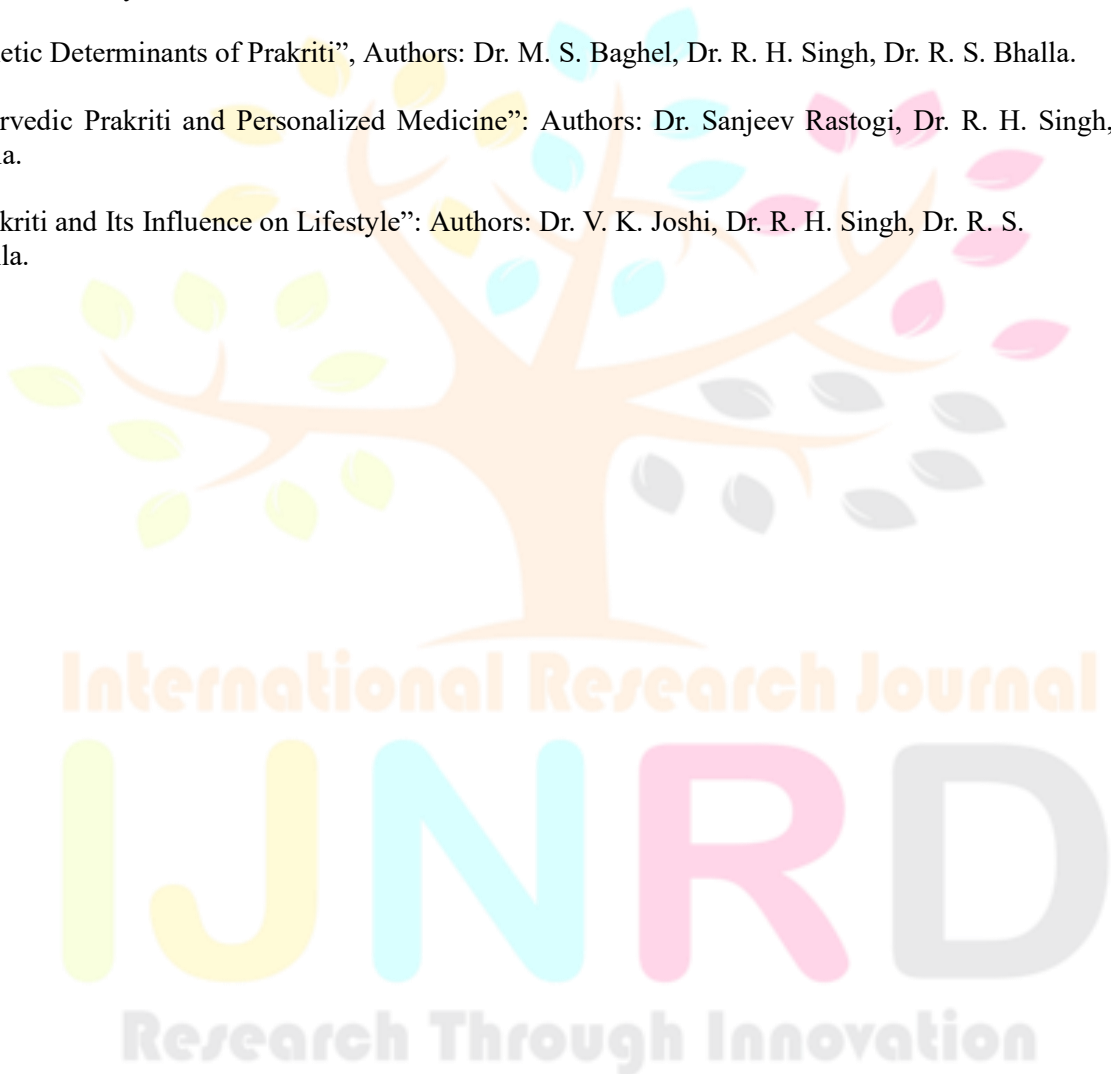 etic Determinants of Prakriti”, Authors: Dr. M. S. Baghel, Dr. R. H. Singh, Dr. R. S. Bhalla.
rvedic Prakriti and Personalized Medicine”: Authors: Dr. Sanjeev Rastogi, Dr. R. H. Singh,
la.
kriti and Its Influence on Lifestyle”: Authors: Dr. V. K. Joshi, Dr. R. H. Singh, Dr. R. S.
lla.
International Research Journal
IJNRD
Research Through Innovation